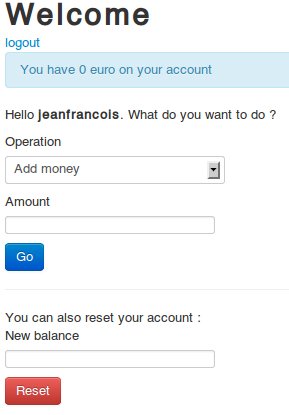 Welcome
logout
You have 0 euro on your account
Hello jeanfrancois. What do you want to do ?
Operation
Add money
Amount
Go
You can also reset your account :
New balance
Reset